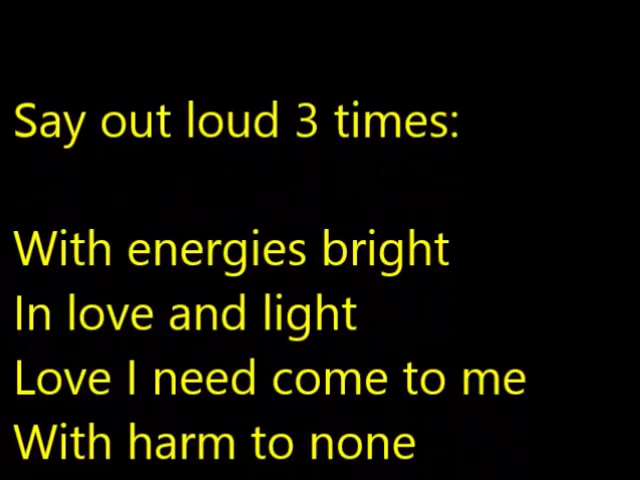 Say out loud 3 times:
With energies bright
In love and light
Love I need come to me
With harm to none